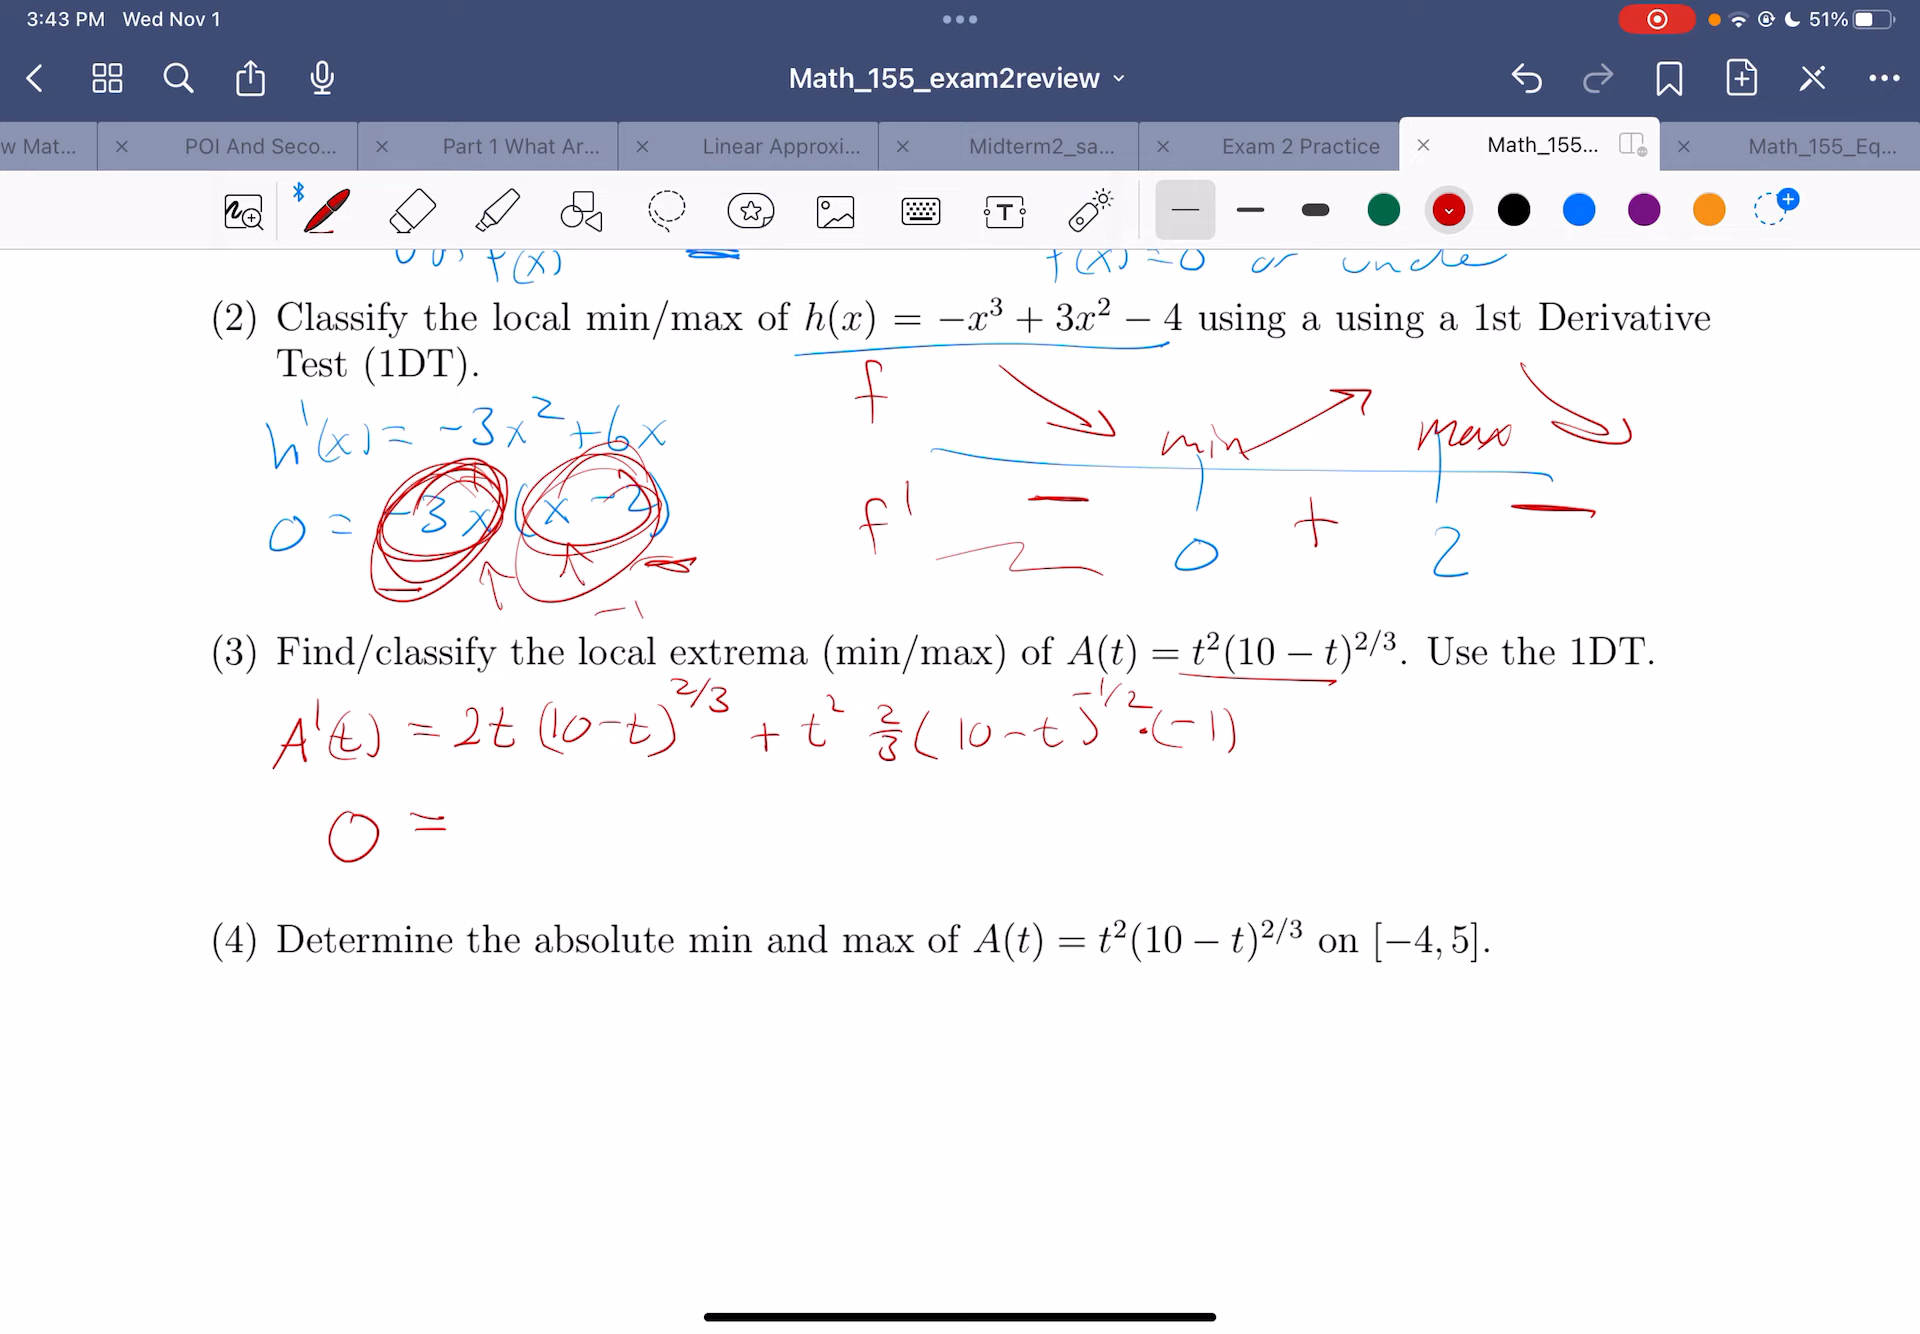 3:43 PM Wed Nov 1
51%
Math_155_exam2review
w Mat...
POI And Seco...
Part 1 What Ar...
Linear Approxi...
Midterm2_sa...
Exam 2 Practice
Math_155...
Math_155_Eq...
f(x)
f(x) = 0 or unde
(2) Classify the local min/max of h(x) = −x³ + 3x² − 4 using a using a 1st Derivative
Test (1DT).
h'(x) = -3x² + 6x
0 = -3x (x - 2)
-1
f
min
max
f'
−
0
+
2
−
(3) Find/classify the local extrema (min/max) of A(t) = t²(10 − t)^2/3. Use the 1DT.
A'(t) = 2t (10-t)^2/3 + t² 2/3 (10-t)^-1/2 · (-1)
0 =
(4) Determine the absolute min and max of A(t) = t²(10 − t)^2/3 on [−4, 5].